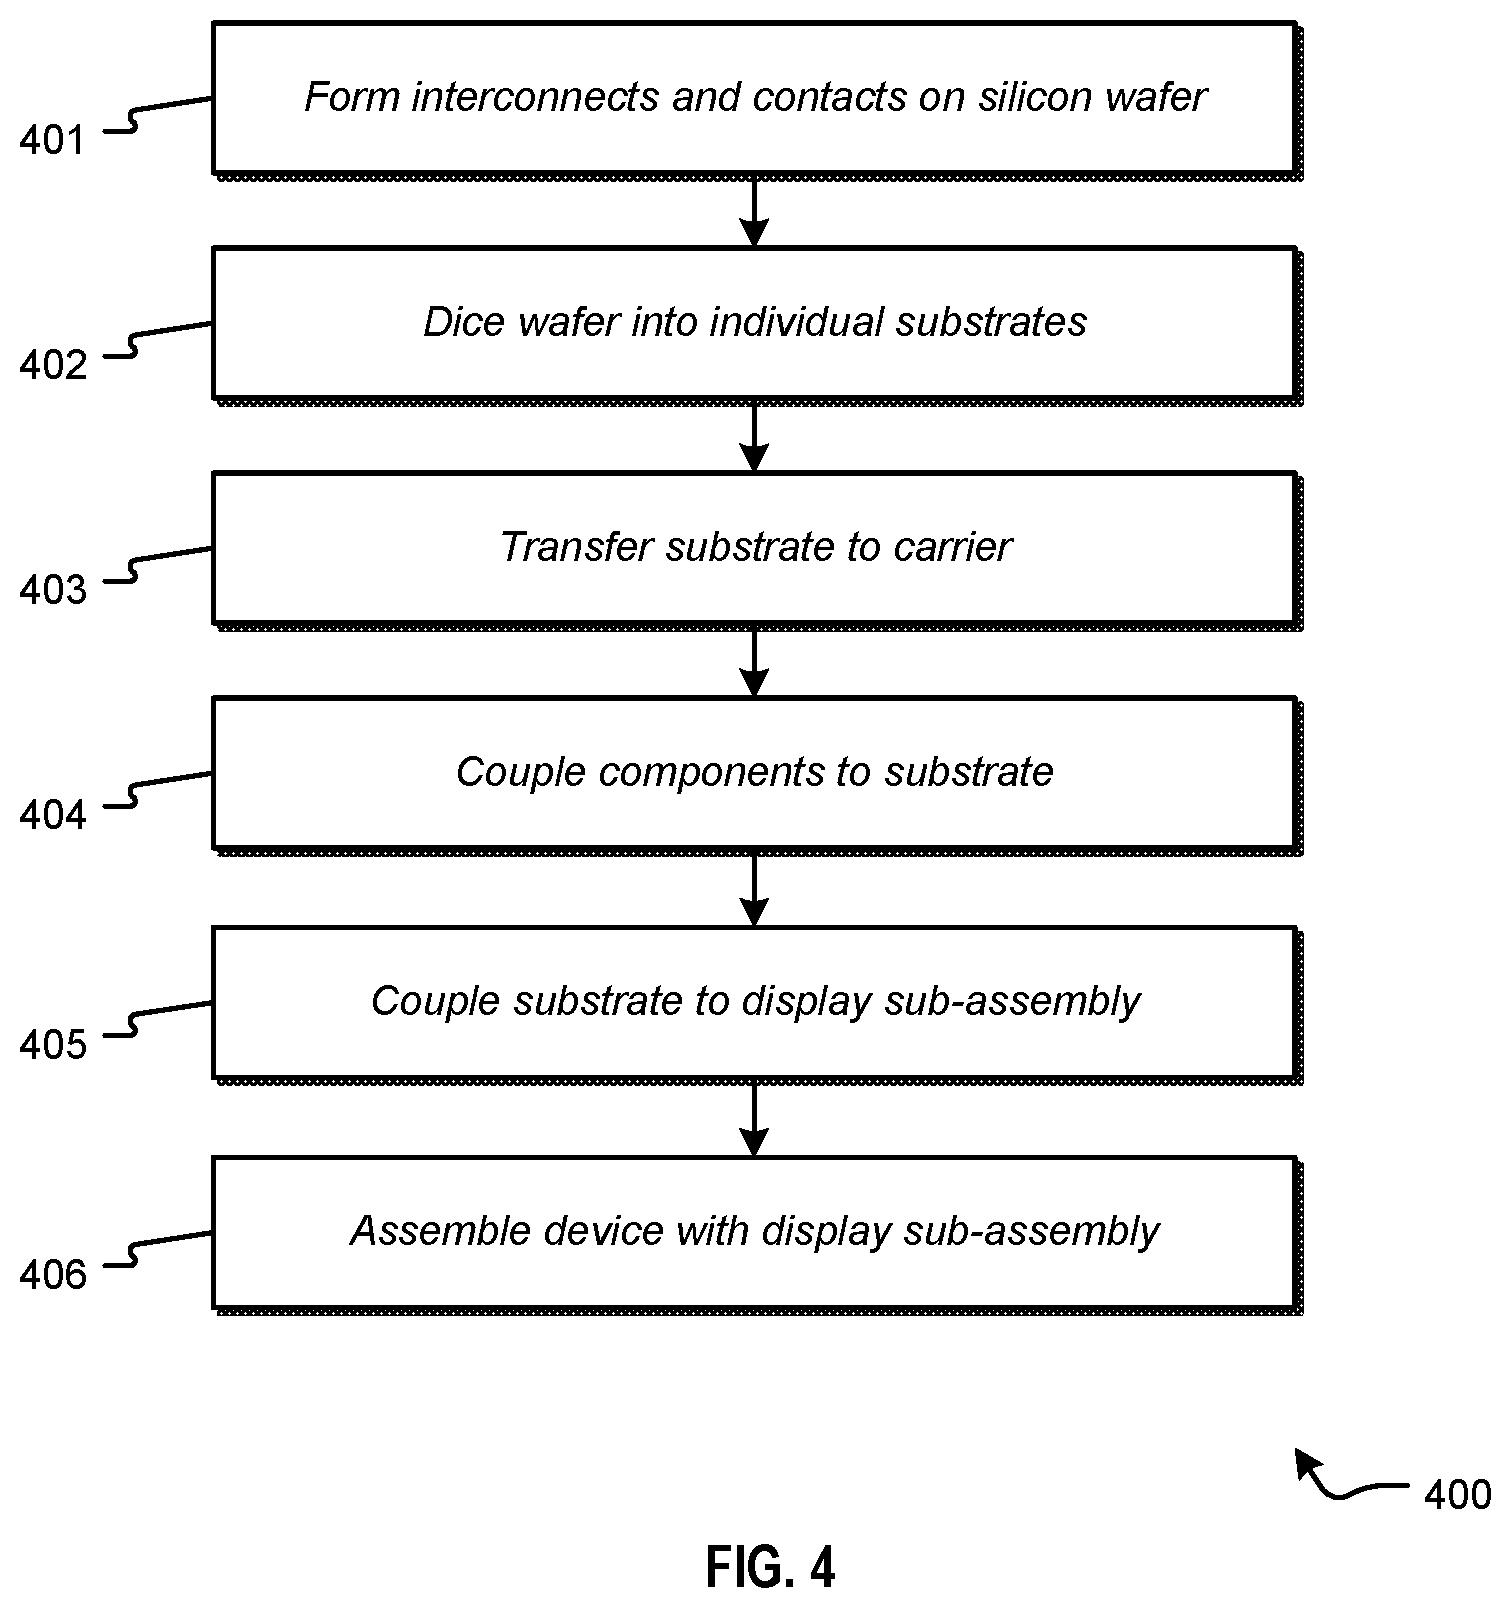 Form interconnects and contacts on silicon wafer
401
Dice wafer into individual substrates
402
Transfer substrate to carrier
403
Couple components to substrate
404
Couple substrate to display sub-assembly
405
Assemble device with display sub-assembly
406
400
FIG. 4